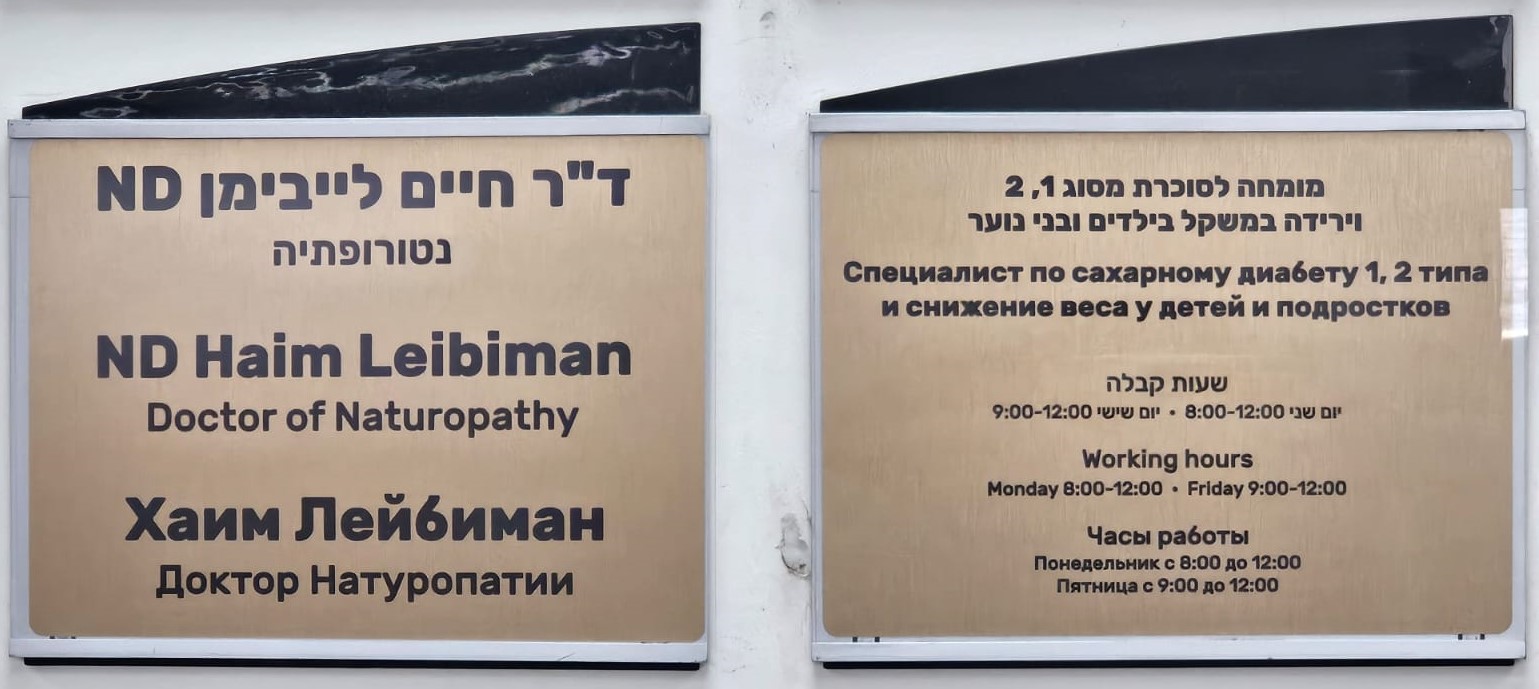 ד"ר חיים לייבימן ND
נטורופתיה
ND Haim Leibiman
Doctor of Naturopathy
Хаим Лейбиман
Доктор Натуропатии
מומחה לסוכרת מסוג 1, 2
וירידה במשקל בילדים ובני נוער
Специалист по сахарному диабету 1, 2 типа
и снижение веса у детей и подростков
שעות קבלה
יום שני 8:00-12:00 • יום שישי 9:00-12:00
Working hours
Monday 8:00-12:00 • Friday 9:00-12:00
Часы работы
Понедельник с 8:00 до 12:00
Пятница с 9:00 до 12:00